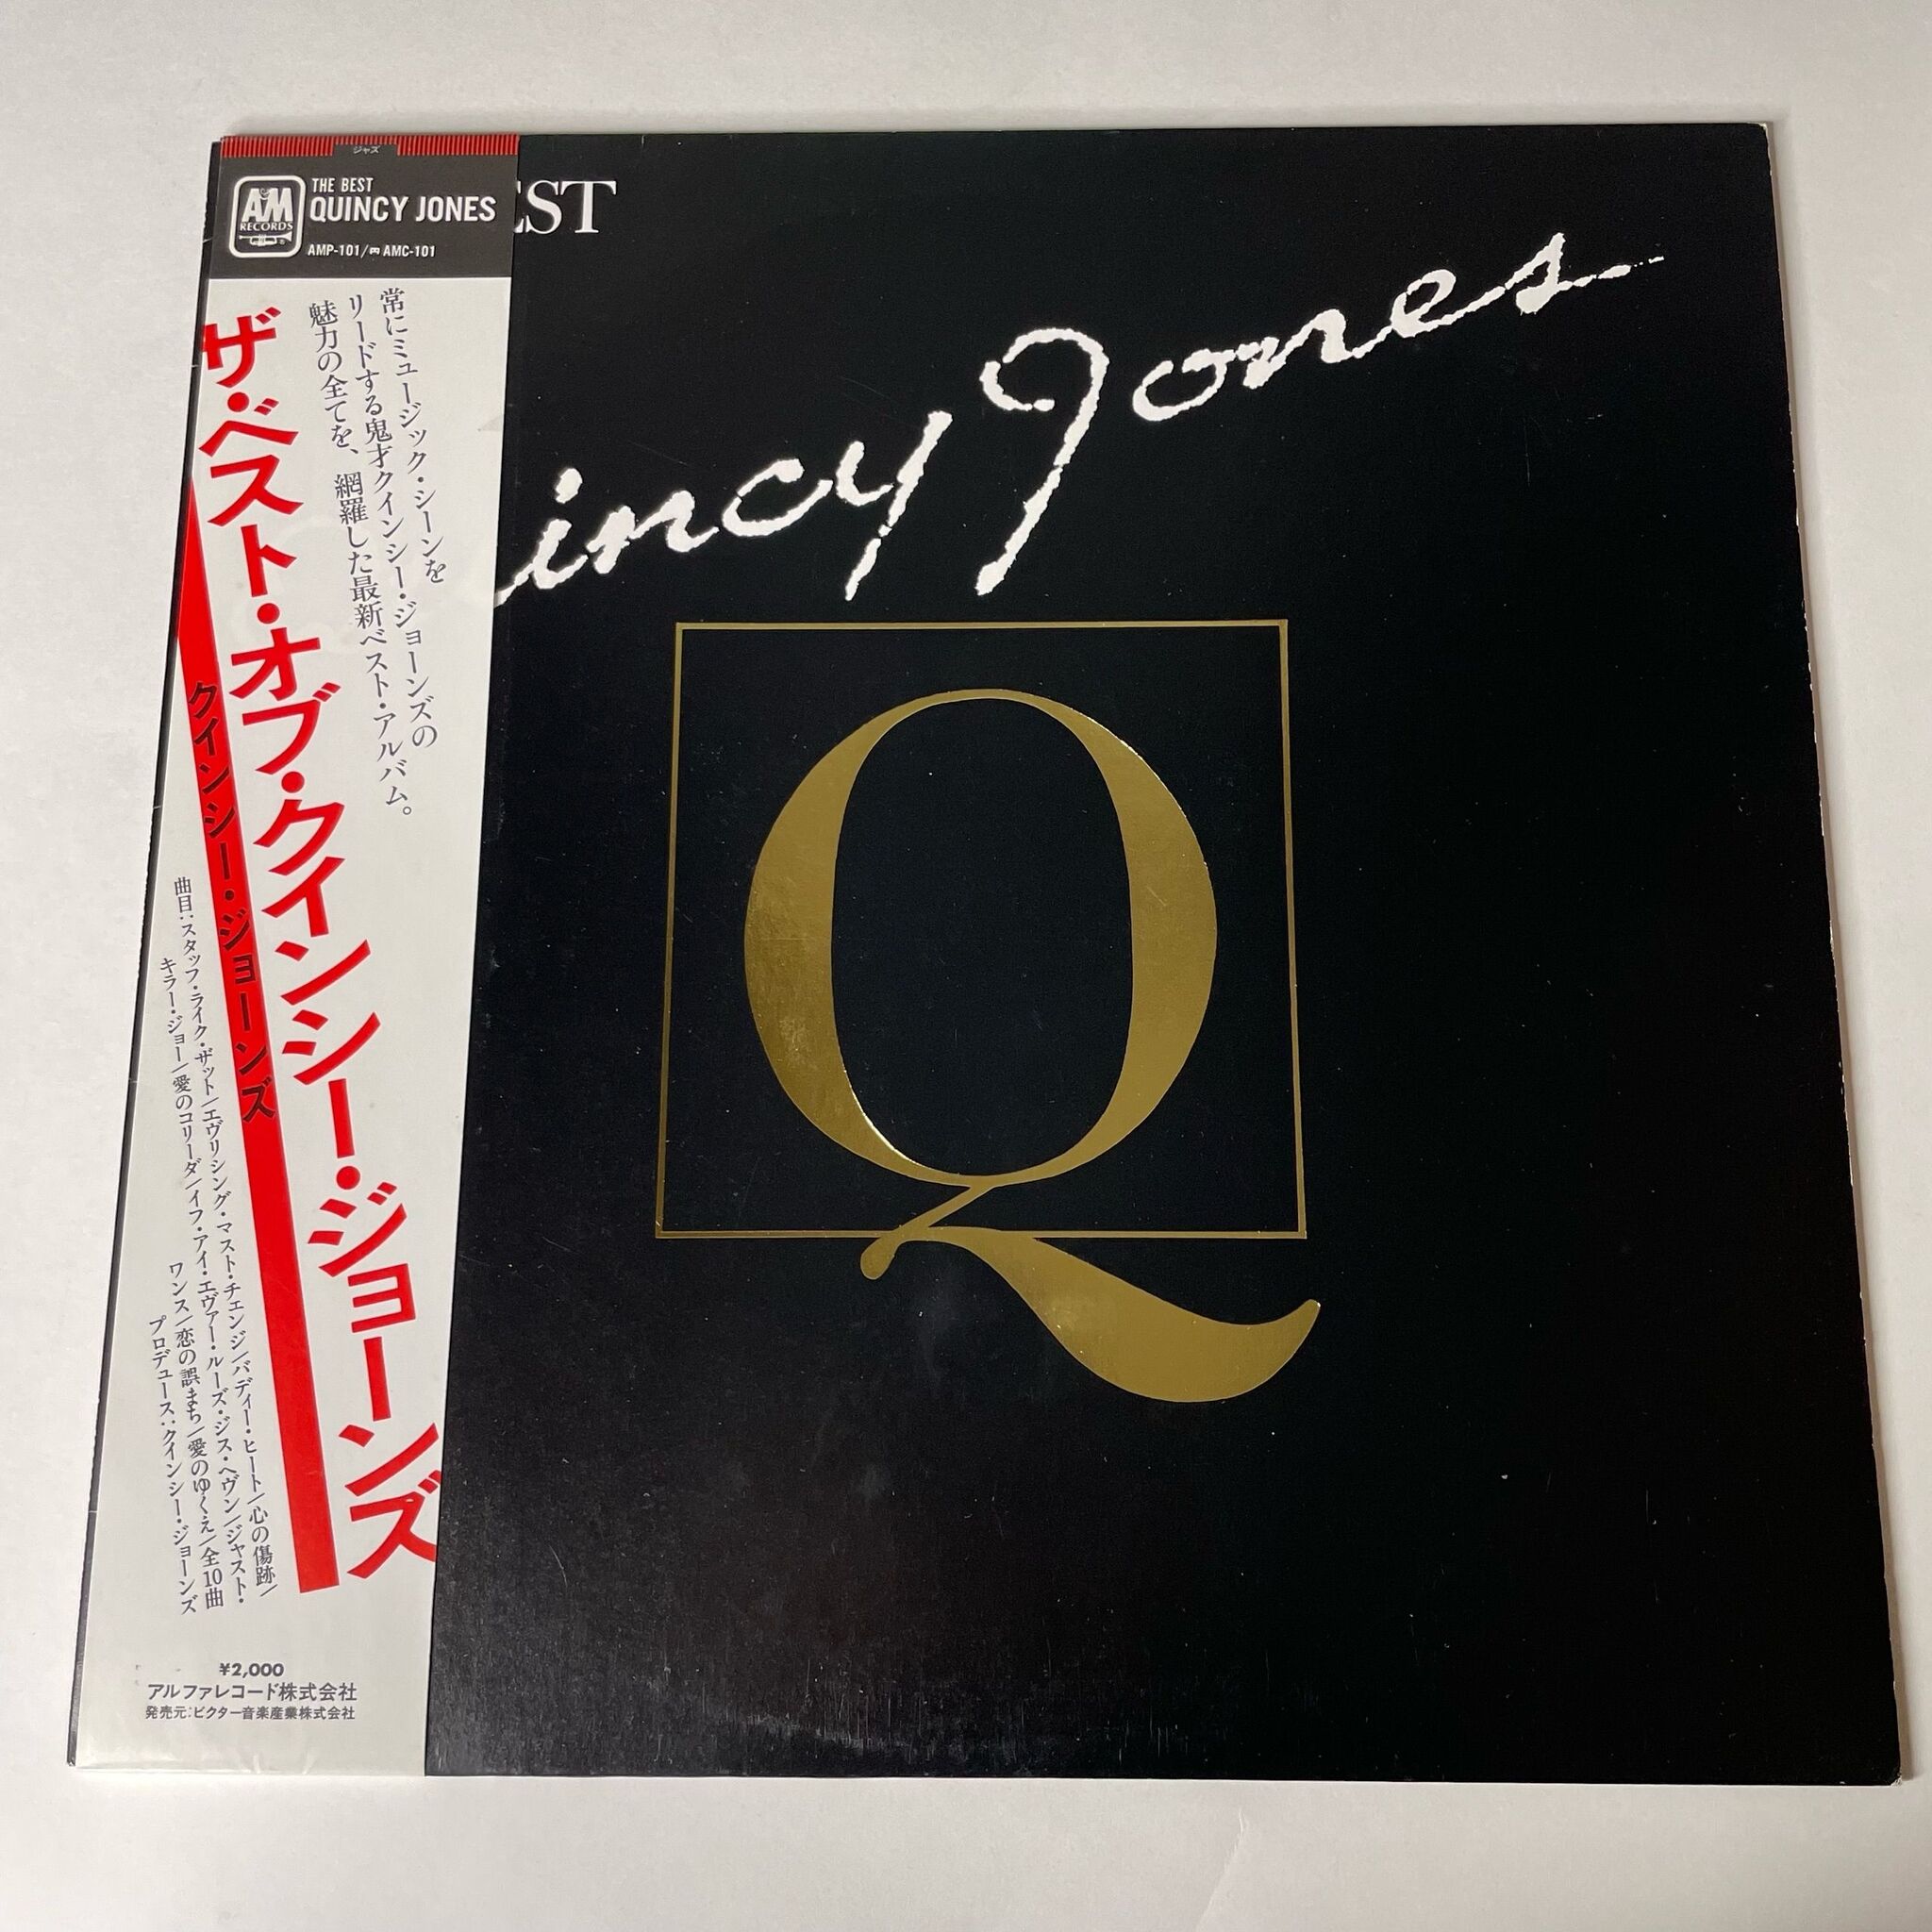 ジャズ
A&M
RECORDS
THE BEST
QUINCY JONES
AMP-101/ AMC-101
EST
incy Jones
Q
常にミュージック・シーンを
リードする鬼才クインシー・ジョーンズの
魅力の全てを、網羅した最新ベスト・アルバム。
ザ・ベスト・オブ・クインシー・ジョーンズ
クインシー・ジョーンズ
曲目:スタッフ・ライク・ザット/エヴリシング・マスト・チェンジ/バディー・ヒート/心の傷跡/
キラー・ジョー/愛のコリーダ/イフ・アイ・エヴァー・ルーズ・ジス・ヘヴン/ジャスト・
ワンス/恋の誤まち/愛のゆくえ/全10曲
プロデュース:クインシー・ジョーンズ
¥2,000
アルファレコード株式会社
発売元:ビクター音楽産業株式会社